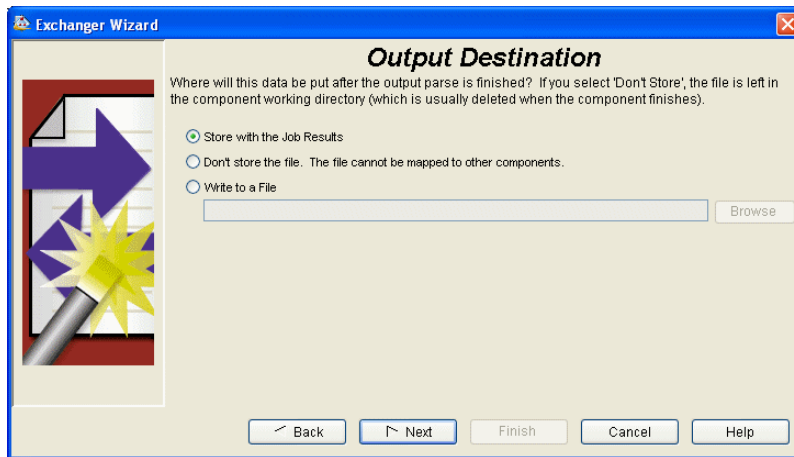 Exchanger Wizard
Output Destination
Where will this data be put after the output parse is finished? If you select 'Don't Store', the file is left in
the component working directory (which is usually deleted when the component finishes).
Store with the Job Results
Don't store the file. The file cannot be mapped to other components.
Write to a File
Browse
Back Next Finish Cancel Help